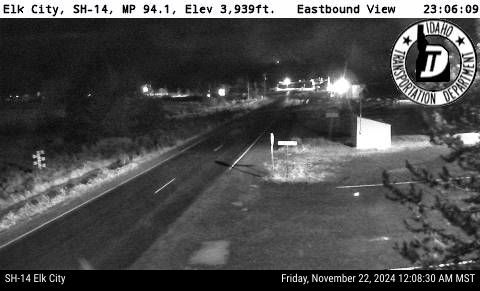 Elk City, SH-14, MP 94.1, Elev 3,939ft. Eastbound View 23:06:09
IDAHO
TRANSPORTATION DEPARTMENT
SH-14 Elk City Friday, November 22, 2024 12:08:30 AM MST